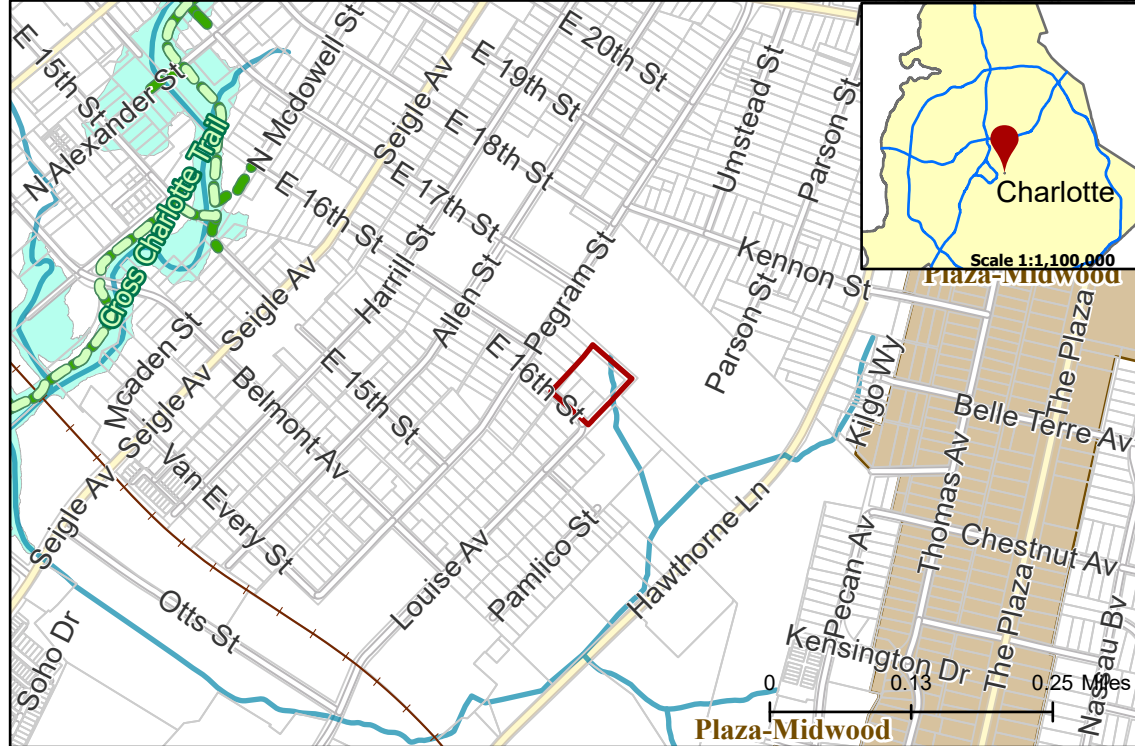 E 15th St
N Alexander St
Cross Charlotte Trail
N Mcdowell St
Seigle Av
E 20th St
E 19th St
E 18th St
E 17th St
E 16th St
Umstead St
Parson St
Charlotte
Scale 1:1,100,000
Plaza-Midwood
Kennon St
Seigle Av
Harrill St
Allen St
Pegram St
Parson St
The Plaza
E 16th St
Mcaden St
Seigle Av
Belmont Av
E 15th St
Kilgo Wy
Belle Terre Av
Van Every St
Thomas Av
Seigle Av
Louise Av
Pamlico St
Hawthorne Ln
Pecan Av
Chestnut Av
Otts St
Soho Dr
Kensington Dr
The Plaza
Nassau Bv
0 0.13 0.25 Miles
Plaza-Midwood